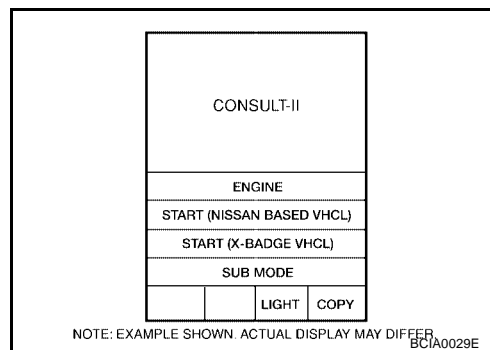 CONSULT-II
ENGINE
START (NISSAN BASED VHCL)
START (X-BADGE VHCL)
SUB MODE
LIGHT COPY
NOTE: EXAMPLE SHOWN. ACTUAL DISPLAY MAY DIFFER.
BCIA0029E